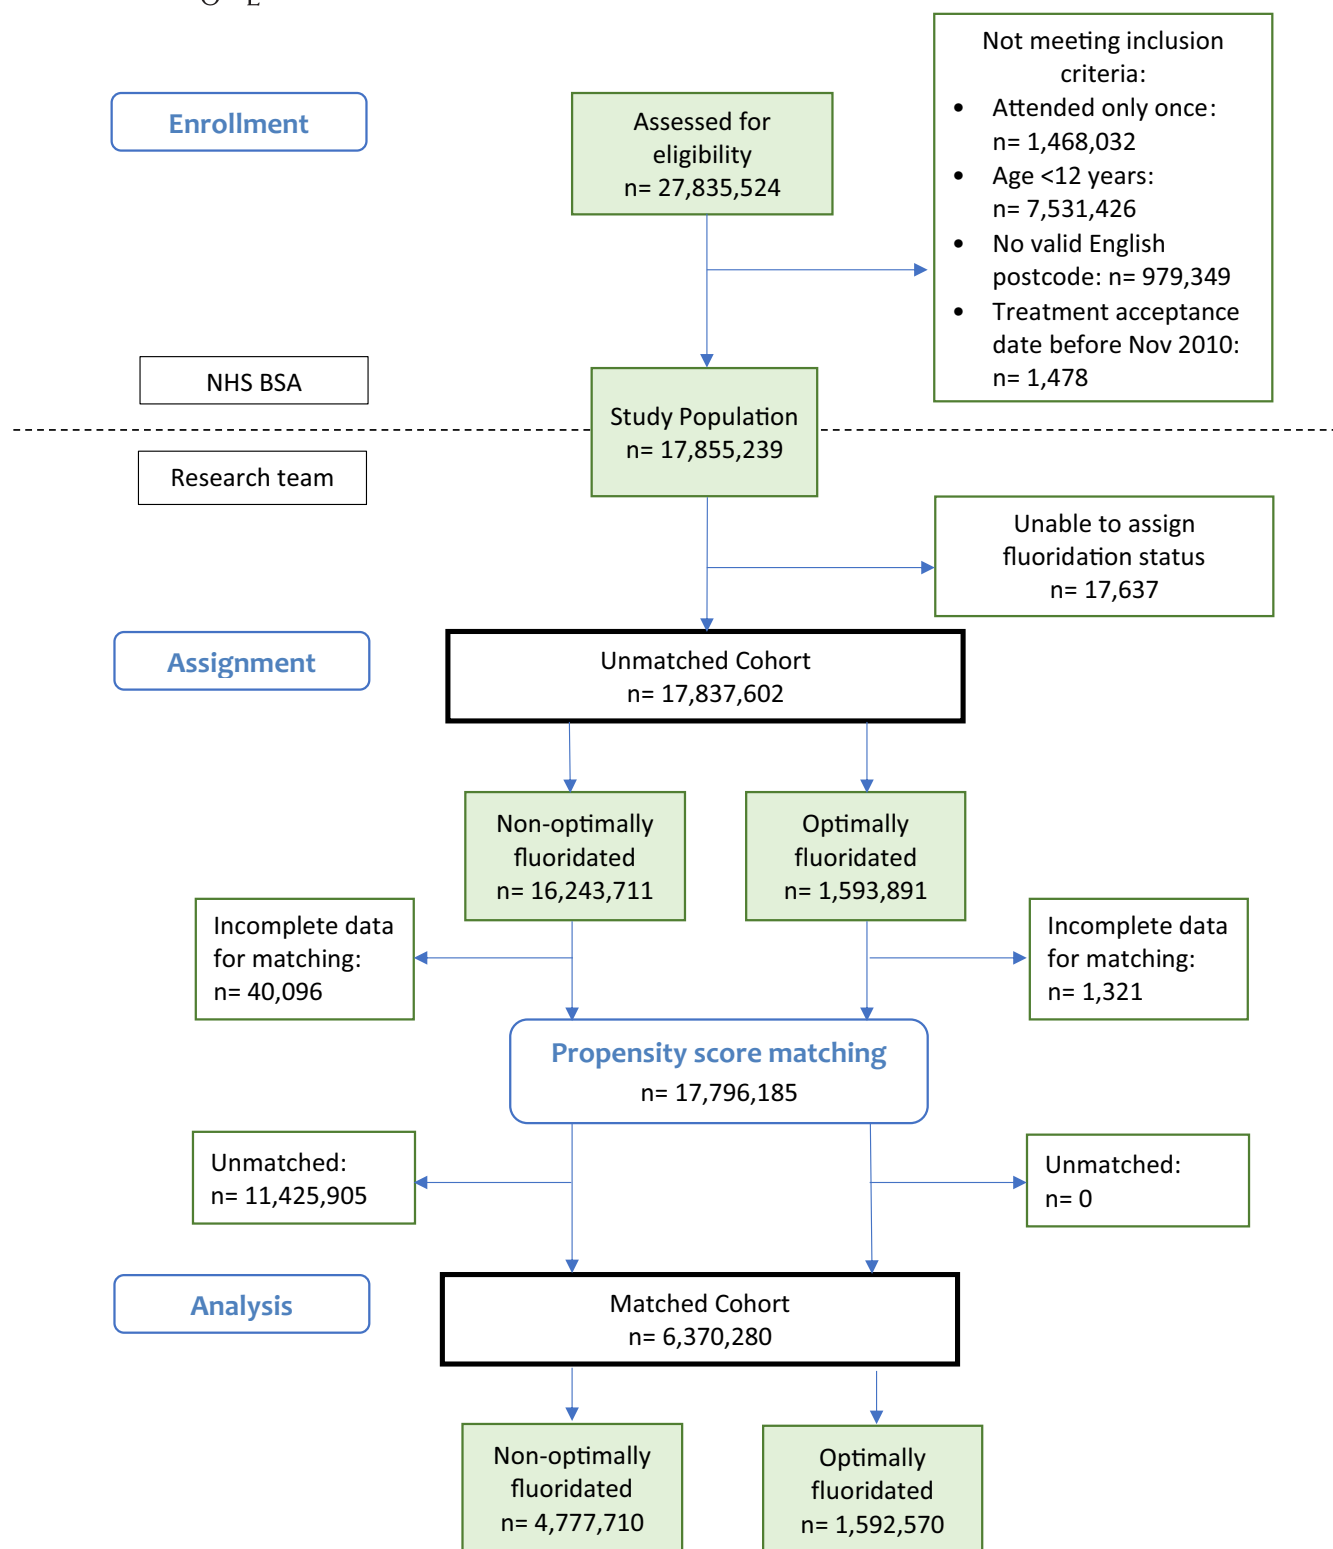 Enrollment
Assessed for
eligibility
n= 27,835,524
Not meeting inclusion
criteria:
• Attended only once:
n= 1,468,032
• Age <12 years:
n= 7,531,426
• No valid English
postcode: n= 979,349
• Treatment acceptance
date before Nov 2010:
n= 1,478
NHS BSA
Study Population
n= 17,855,239
Research team
Unable to assign
fluoridation status
n= 17,637
Assignment
Unmatched Cohort
n= 17,837,602
Non-optimally
fluoridated
n= 16,243,711
Optimally
fluoridated
n= 1,593,891
Incomplete data
for matching:
n= 40,096
Incomplete data
for matching:
n= 1,321
Propensity score matching
n= 17,796,185
Unmatched:
n= 11,425,905
Unmatched:
n= 0
Analysis
Matched Cohort
n= 6,370,280
Non-optimally
fluoridated
n= 4,777,710
Optimally
fluoridated
n= 1,592,570